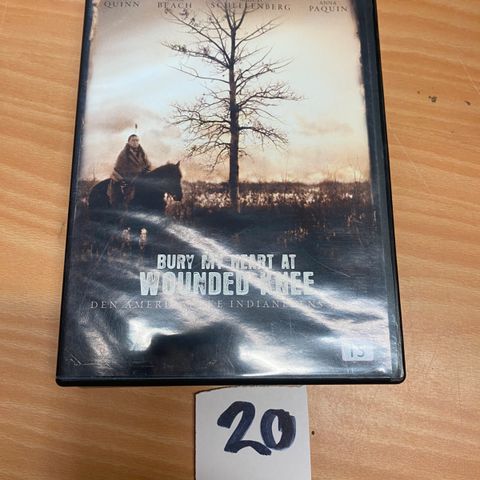 QUINN BEACH SCHELLENBERG ANNA PAQUIN
BURY MY HEART AT
WOUNDED KNEE
15
20